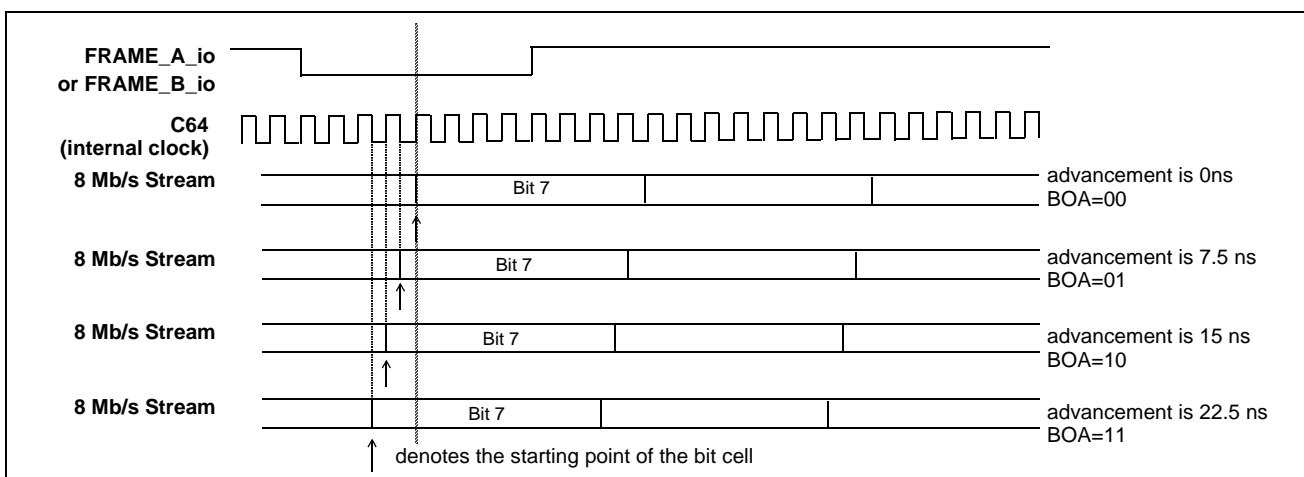 FRAME_A_io
or FRAME_B_io
C64
(internal clock)
8 Mb/s Stream
Bit 7
advancement is 0ns
BOA=00
8 Mb/s Stream
Bit 7
advancement is 7.5 ns
BOA=01
8 Mb/s Stream
Bit 7
advancement is 15 ns
BOA=10
8 Mb/s Stream
Bit 7
advancement is 22.5 ns
BOA=11
denotes the starting point of the bit cell